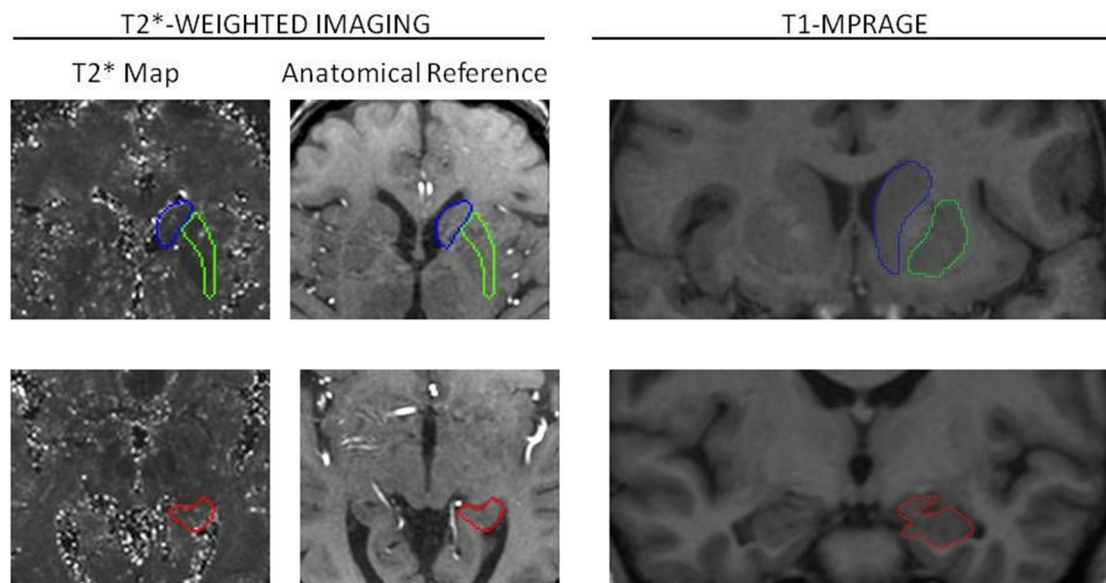 T2*-WEIGHTED IMAGING
T1-MPRAGE
T2* Map
Anatomical Reference